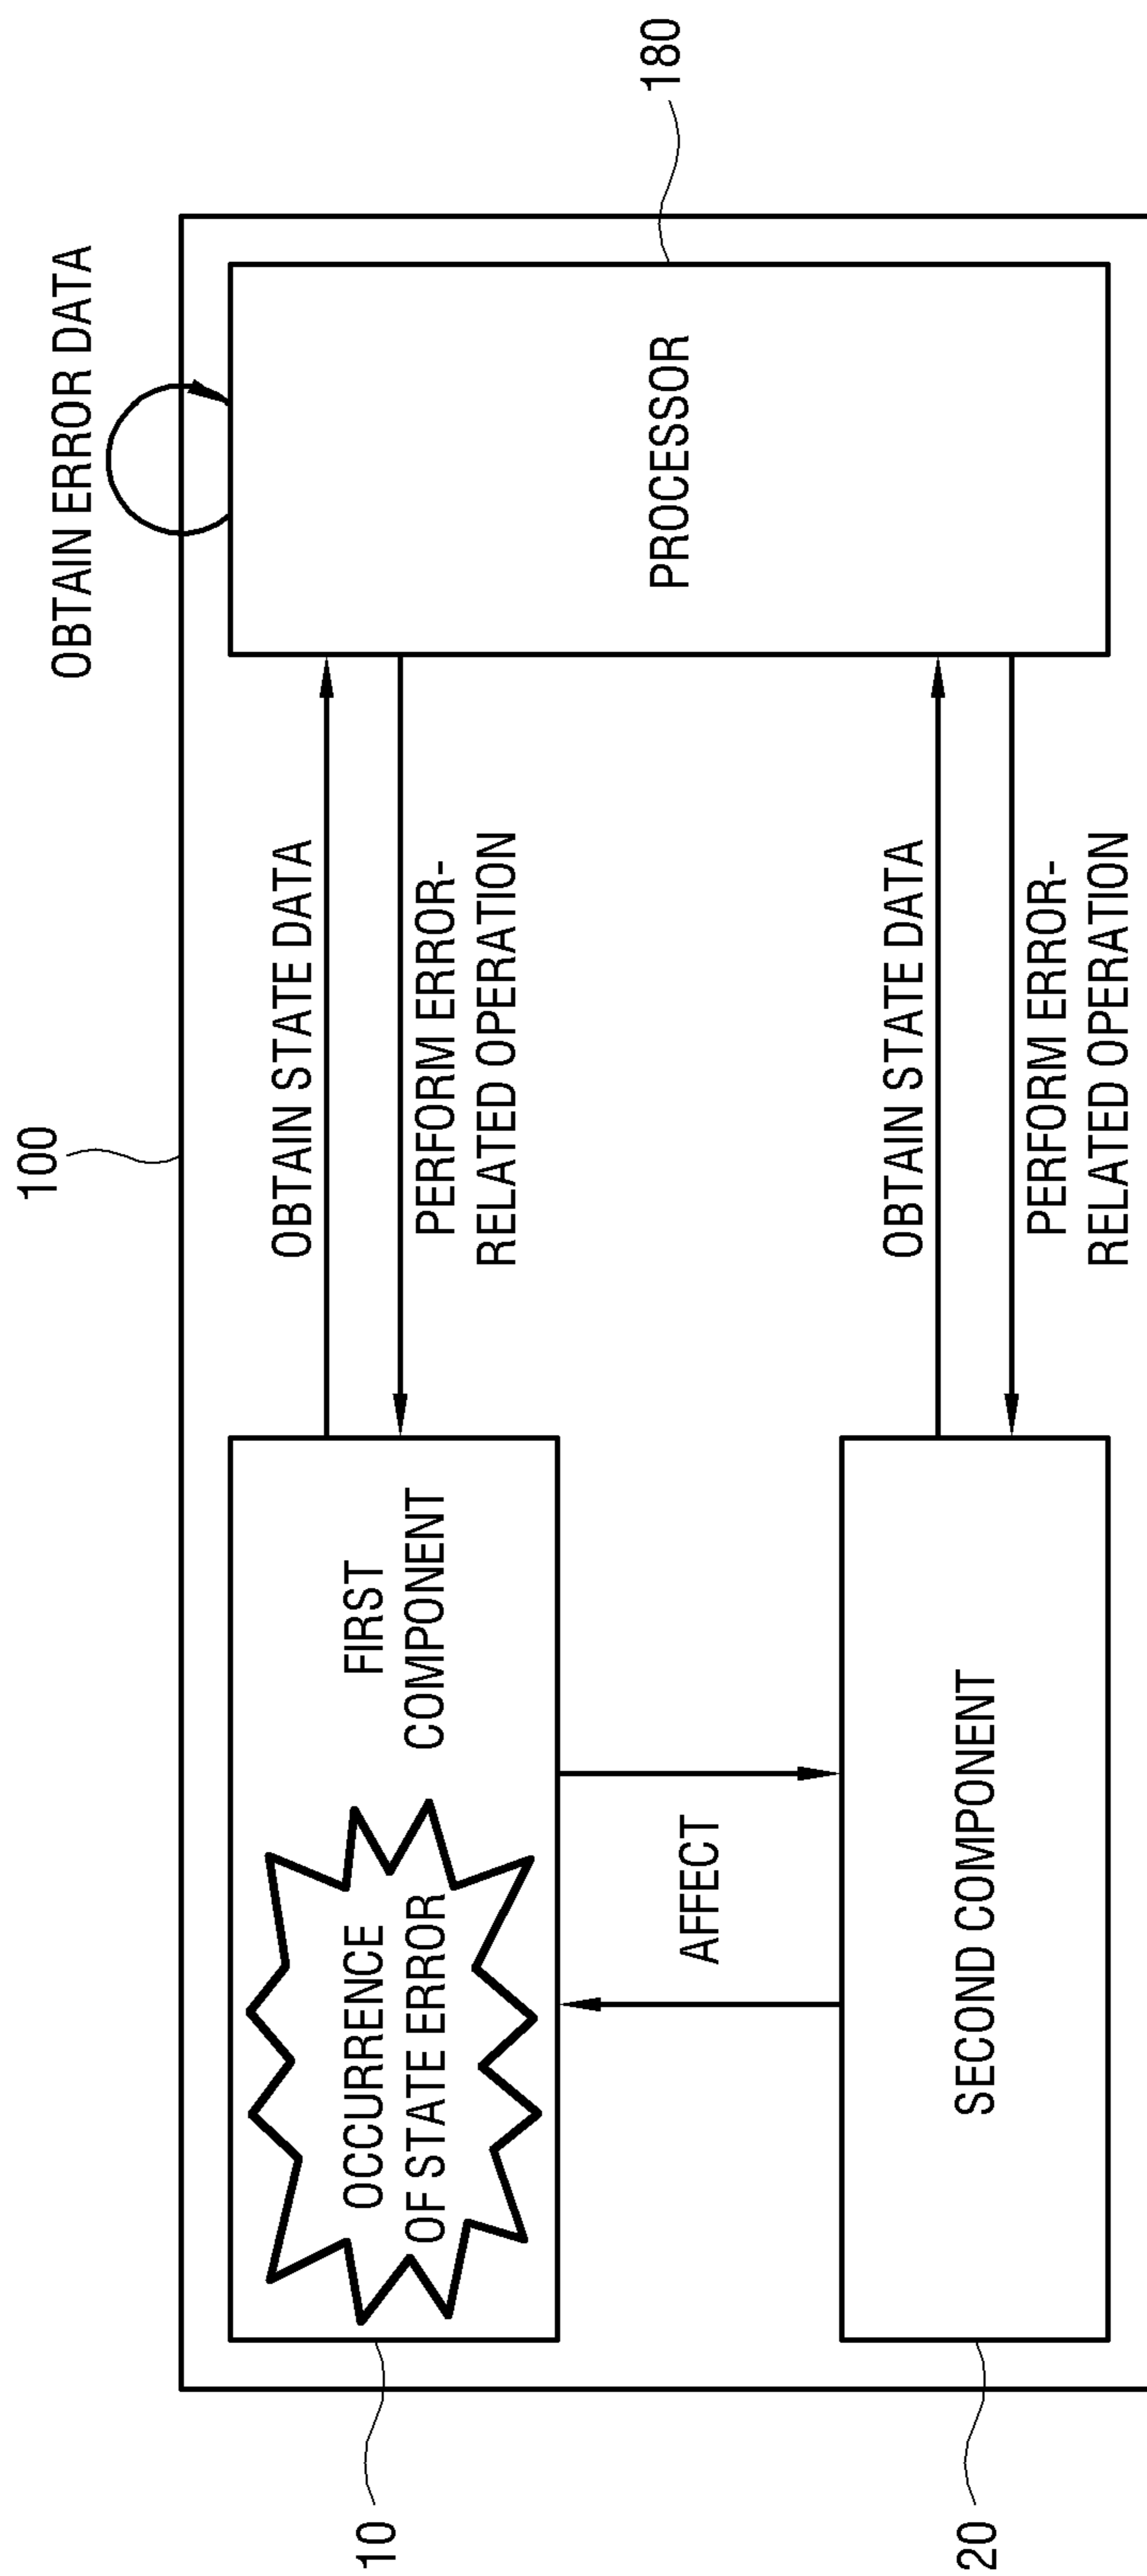 100
OBTAIN ERROR DATA
180
10
OCCURRENCE
OF STATE ERROR
FIRST
COMPONENT
OBTAIN STATE DATA
PERFORM ERROR-
RELATED OPERATION
PROCESSOR
AFFECT
20
SECOND COMPONENT
OBTAIN STATE DATA
PERFORM ERROR-
RELATED OPERATION